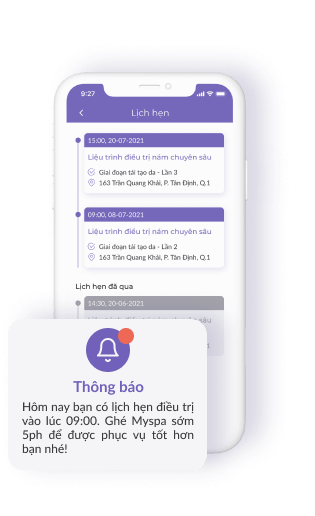 9:27
Lịch hẹn
15:00, 20-07-2021
Liệu trình điều trị nám chuyên sâu
Giai đoạn tái tạo da - Lần 3
163 Trần Quang Khải, P. Tân Định, Q.1
09:00, 08-07-2021
Liệu trình điều trị nám chuyên sâu
Giai đoạn tái tạo da - Lần 2
163 Trần Quang Khải, P. Tân Định, Q.1
Lịch hẹn đã qua
14:30, 20-06-2021
Thông báo
Hôm nay bạn có lịch hẹn điều trị
vào lúc 09:00. Ghé Myspa sớm
5ph để được phục vụ tốt hơn
bạn nhé!